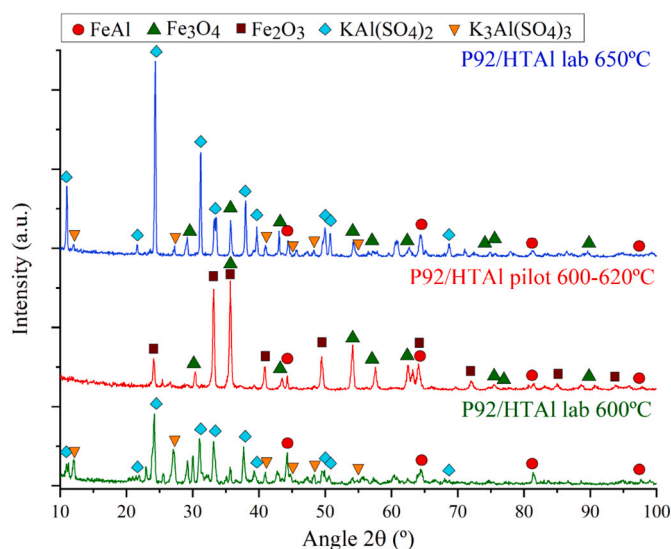 FeAl Fe₃O₄ Fe₂O₃ KAl(SO₄)₂ K₃Al(SO₄)₃
P92/HTAl lab 650ºC
P92/HTAl pilot 600-620ºC
P92/HTAl lab 600ºC
Intensity (a.u.)
10 20 30 40 50 60 70 80 90 100
Angle 2θ (º)